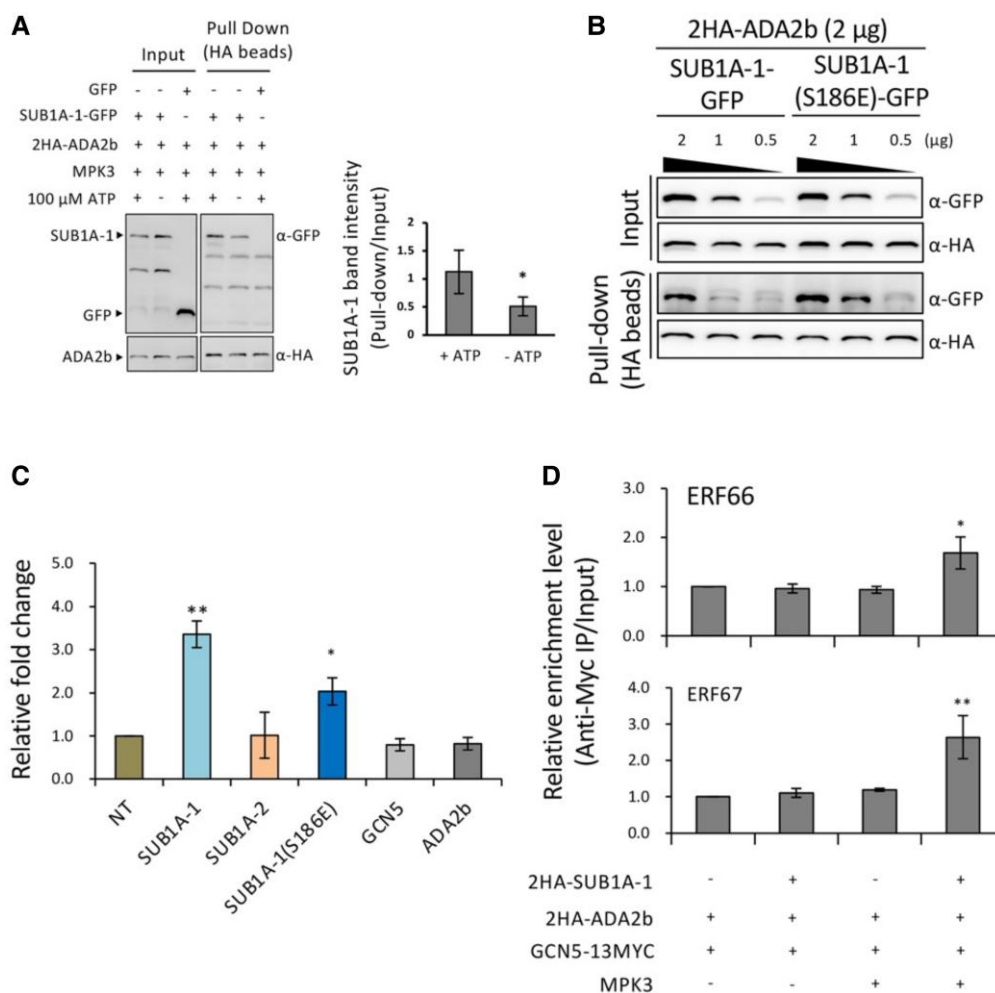 A
Input
Pull Down
(HA beads)
GFP - - + - - +
SUB1A-1-GFP + + - + + -
2HA-ADA2b + + + + + +
MPK3 + + + + + +
100 µM ATP + - + + - +
SUB1A-1
α-GFP
GFP
ADA2b
α-HA
SUB1A-1 band intensity
(Pull-down/Input)
2
1.5
1
0.5
0
*
+ ATP - ATP
B
2HA-ADA2b (2 µg)
SUB1A-1-
GFP
SUB1A-1
(S186E)-GFP
2 1 0.5 2 1 0.5 (µg)
Input
α-GFP
α-HA
Pull-down
(HA beads)
α-GFP
α-HA
C
Relative fold change
5.0
4.0
3.0
2.0
1.0
0.0
**
*
NT
SUB1A-1
SUB1A-2
SUB1A-1(S186E)
GCN5
ADA2b
D
Relative enrichment level
(Anti-Myc IP/Input)
ERF66
3.0
2.0
1.0
0.0
*
ERF67
4.0
3.0
2.0
1.0
0.0
**
2HA-SUB1A-1 - + - +
2HA-ADA2b + + + +
GCN5-13MYC + + + +
MPK3 - - + +